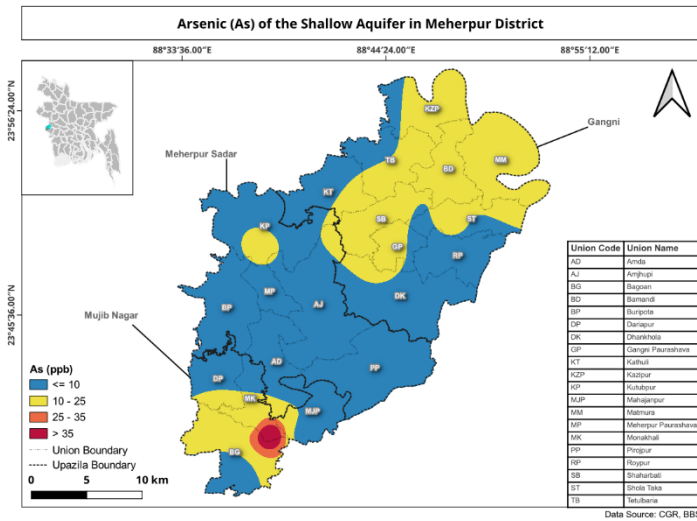 Arsenic (As) of the Shallow Aquifer in Meherpur District
88°33'36.00"E 88°44'24.00"E 88°55'12.00"E
23°56'24.00"N
23°45'36.00"N
Gangni
Meherpur Sadar
Mujib Nagar
KZP
TB
BD
MM
KT
SB
ST
KP
GP
RP
MP
BP
AJ
DK
AD
DP
PP
MK
MJP
BG
As (ppb)
<= 10
10 - 25
25 - 35
> 35
Union Boundary
Upazila Boundary
0 5 10 km
Union Code Union Name
AD Amda
AJ Amjhupi
BG Bagoan
BD Bamandi
BP Buripota
DP Dariapur
DK Dhankhola
GP Gangni Paurashava
KT Kathuli
KZP Kazipur
KP Kutubpur
MJP Mahajanpur
MM Matmura
MP Meherpur Paurashava
MK Monakhali
PP Pirojpur
RP Roypur
SB Shaharbati
ST Shola Taka
TB Tetulbaria
Data Source: CGR, BBS